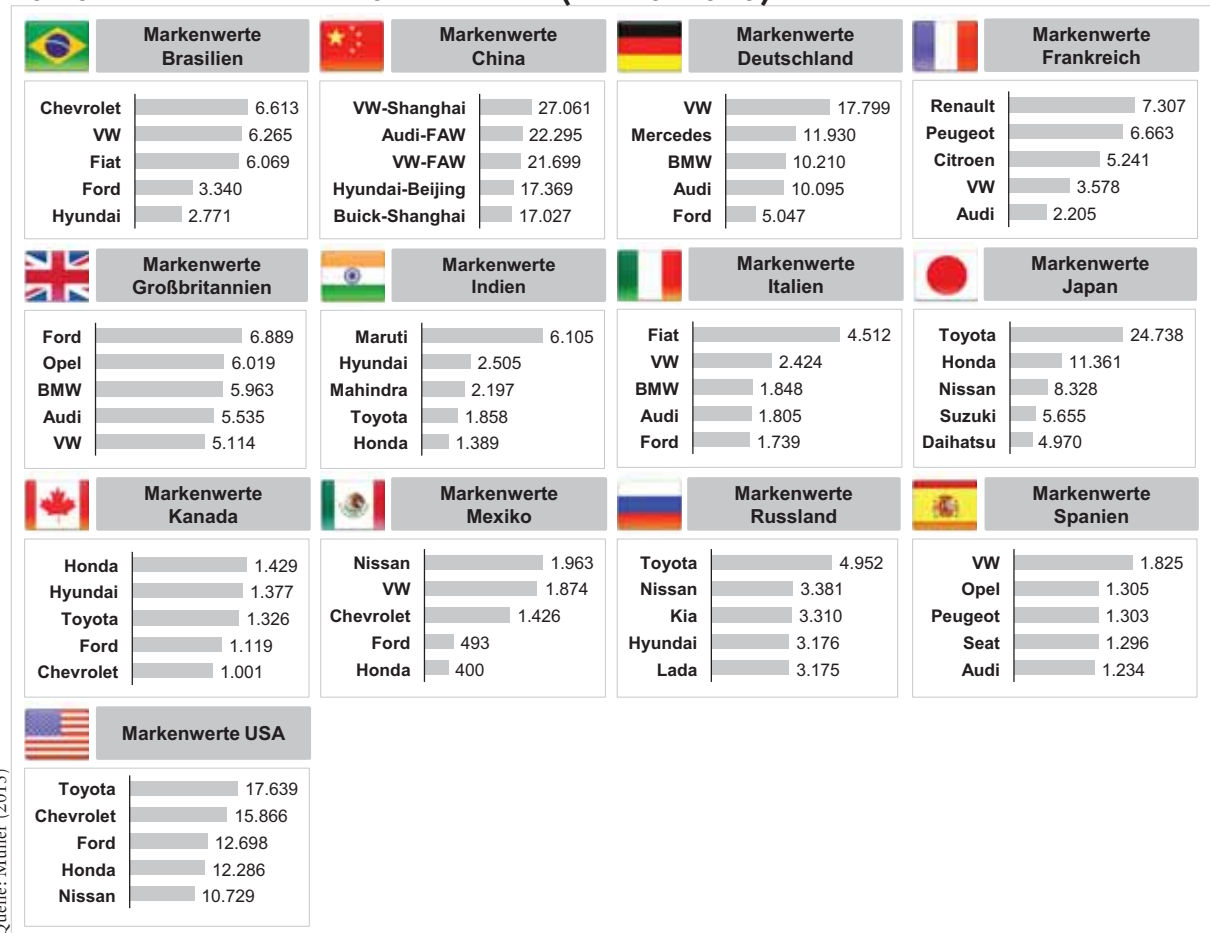 Markenwerte
Brasilien
Chevrolet 6.613
VW 6.265
Fiat 6.069
Ford 3.340
Hyundai 2.771
Markenwerte
China
VW-Shanghai 27.061
Audi-FAW 22.295
VW-FAW 21.699
Hyundai-Beijing 17.369
Buick-Shanghai 17.027
Markenwerte
Deutschland
VW 17.799
Mercedes 11.930
BMW 10.210
Audi 10.095
Ford 5.047
Markenwerte
Frankreich
Renault 7.307
Peugeot 6.663
Citroen 5.241
VW 3.578
Audi 2.205
Markenwerte
Großbritannien
Ford 6.889
Opel 6.019
BMW 5.963
Audi 5.535
VW 5.114
Markenwerte
Indien
Maruti 6.105
Hyundai 2.505
Mahindra 2.197
Toyota 1.858
Honda 1.389
Markenwerte
Italien
Fiat 4.512
VW 2.424
BMW 1.848
Audi 1.805
Ford 1.739
Markenwerte
Japan
Toyota 24.738
Honda 11.361
Nissan 8.328
Suzuki 5.655
Daihatsu 4.970
Markenwerte
Kanada
Honda 1.429
Hyundai 1.377
Toyota 1.326
Ford 1.119
Chevrolet 1.001
Markenwerte
Mexiko
Nissan 1.963
VW 1.874
Chevrolet 1.426
Ford 493
Honda 400
Markenwerte
Russland
Toyota 4.952
Nissan 3.381
Kia 3.310
Hyundai 3.176
Lada 3.175
Markenwerte
Spanien
VW 1.825
Opel 1.305
Peugeot 1.303
Seat 1.296
Audi 1.234
Markenwerte USA
Toyota 17.639
Chevrolet 15.866
Ford 12.698
Honda 12.286
Nissan 10.729
Quelle: Müller (2015)